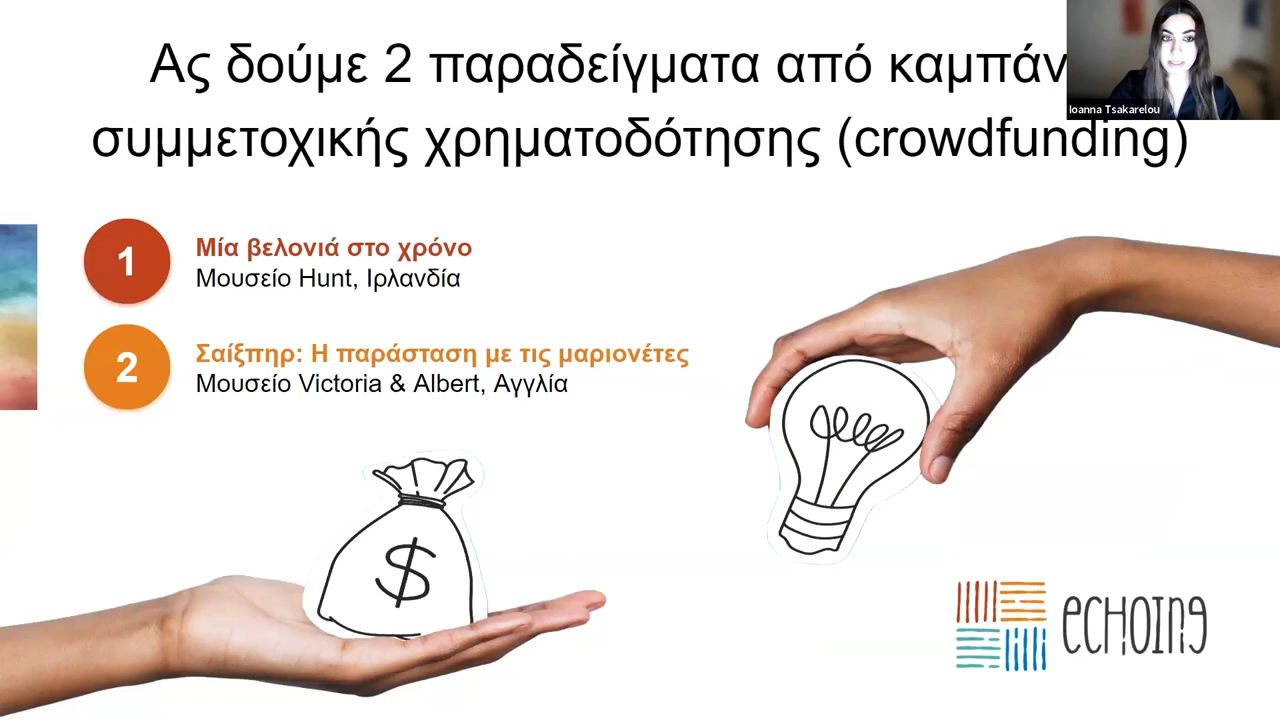 Ας δούμε 2 παραδείγματα από καμπάν
Ioanna Tsakarelou
συμμετοχικής χρηματοδότησης (crowdfunding)
1
Μία βελονιά στο χρόνο
Μουσείο Hunt, Ιρλανδία
2
Σαίξπηρ: Η παράσταση με τις μαριονέτες
Μουσείο Victoria & Albert, Αγγλία
$
ECHOING